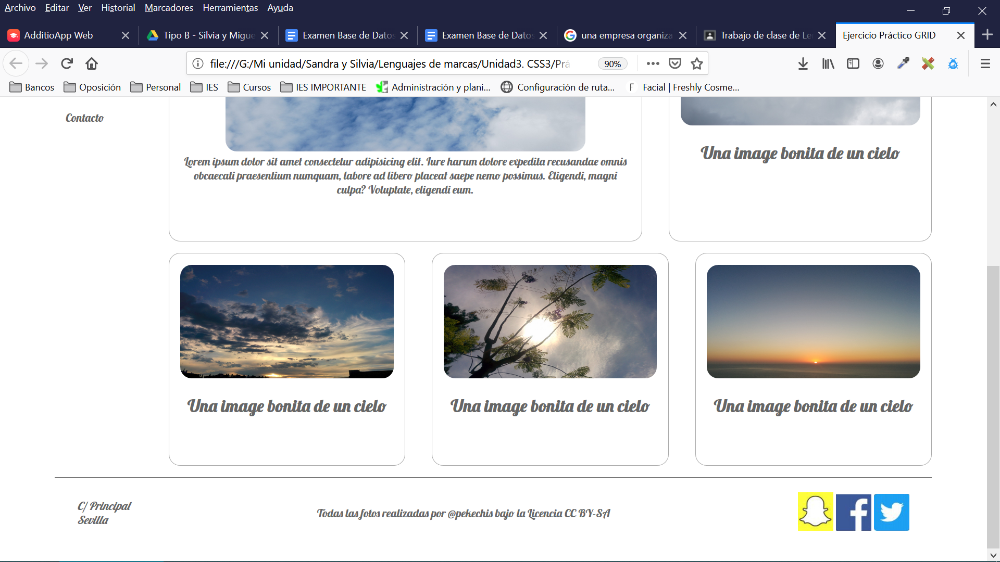 Archivo Editar Ver Historial Marcadores Herramientas Ayuda
AdditioApp Web
Tipo B - Silvia y Migue
Examen Base de Datos
Examen Base de Datos
una empresa organiza
Trabajo de clase de Le
Ejercicio Práctico GRID
file:///G:/Mi unidad/Sandra y Silvia/Lenguajes de marcas/Unidad3. CSS3/Prá
90%
Bancos Oposición Personal IES Cursos IES IMPORTANTE Administración y plani... Configuración de ruta... F Facial | Freshly Cosme...
Contacto
Lorem ipsum dolor sit amet consectetur adipisicing elit. Iure harum dolore expedita recusandae omnis
obcaecati praesentium numquam, labore ad libero placeat saepe nemo possimus. Eligendi, magni
culpa? Voluptate, eligendi eum.
Una image bonita de un cielo
Una image bonita de un cielo
Una image bonita de un cielo
Una image bonita de un cielo
C/ Principal
Sevilla
Todas las fotos realizadas por @pekechis bajo la Licencia CC BY-SA